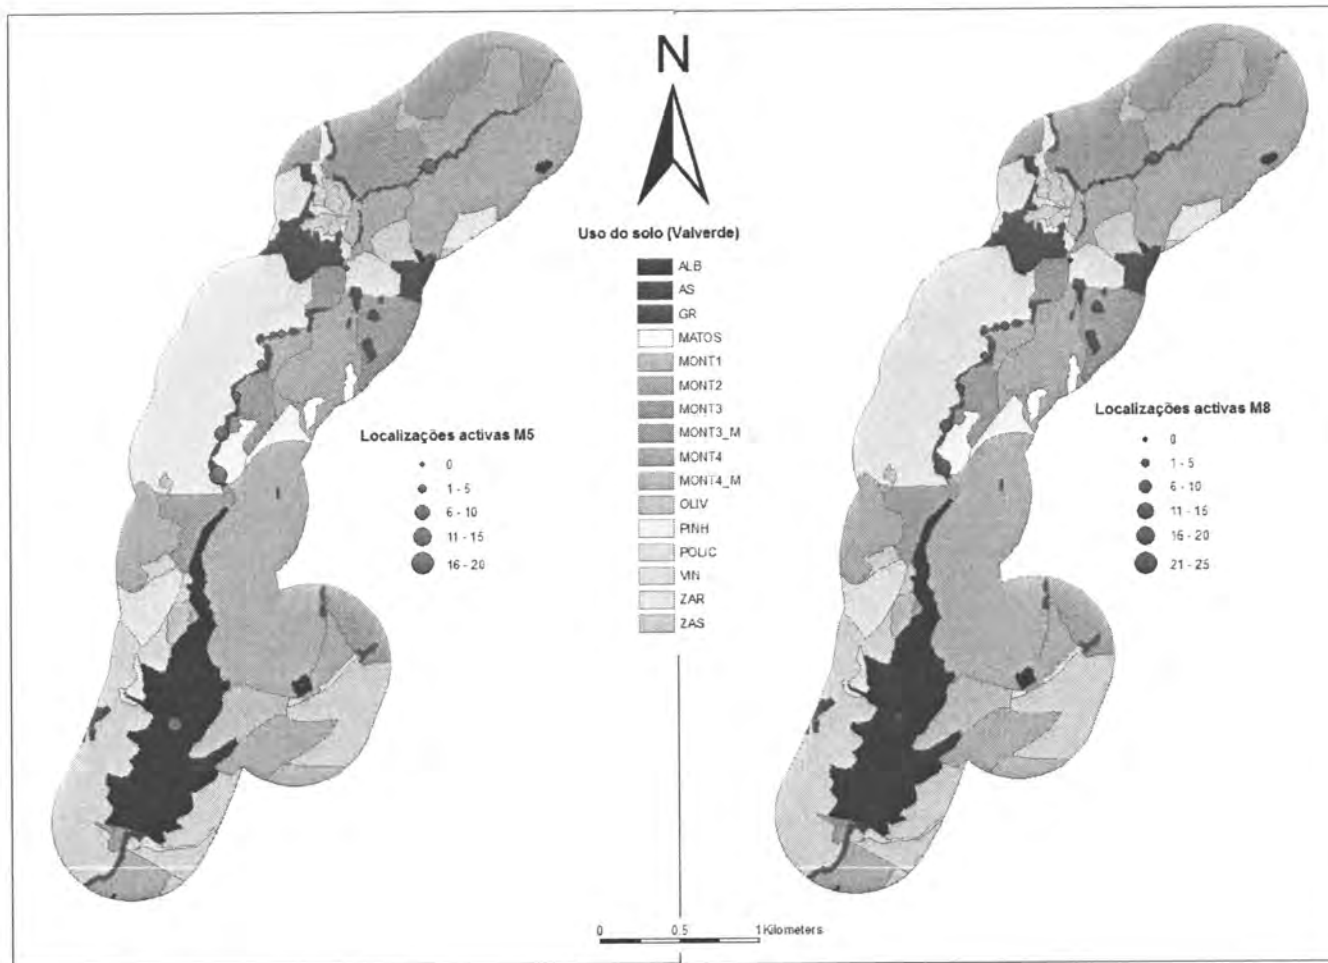 N
Uso do solo (Valverde)
ALB
AS
GR
MATOS
MONT1
MONT2
MONT3
MONT3_M
MONT4
MONT4_M
OLIV
PINH
POLIC
VIN
ZAR
ZAS
Localizações activas M5
0
1 - 5
6 - 10
11 - 15
16 - 20
Localizações activas M8
0
1 - 5
6 - 10
11 - 15
16 - 20
21 - 25
0 0.5 1 Kilometers